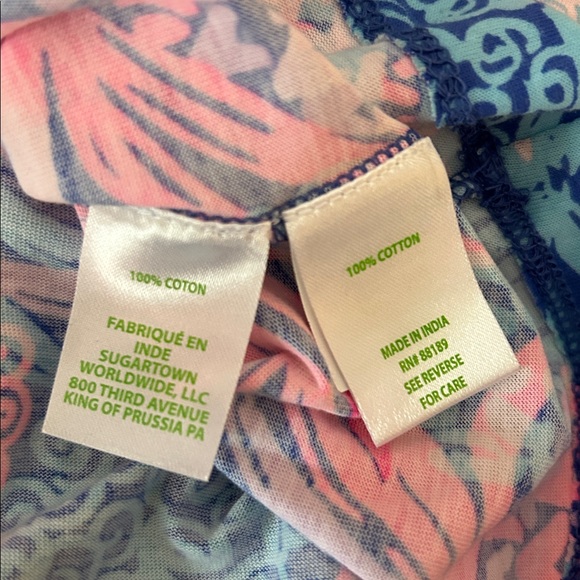 100% COTON
FABRIQUÉ EN
INDE
SUGARTOWN
WORLDWIDE, LLC
800 THIRD AVENUE
KING OF PRUSSIA PA
100% COTTON
MADE IN INDIA
RN# 88189
SEE REVERSE
FOR CARE